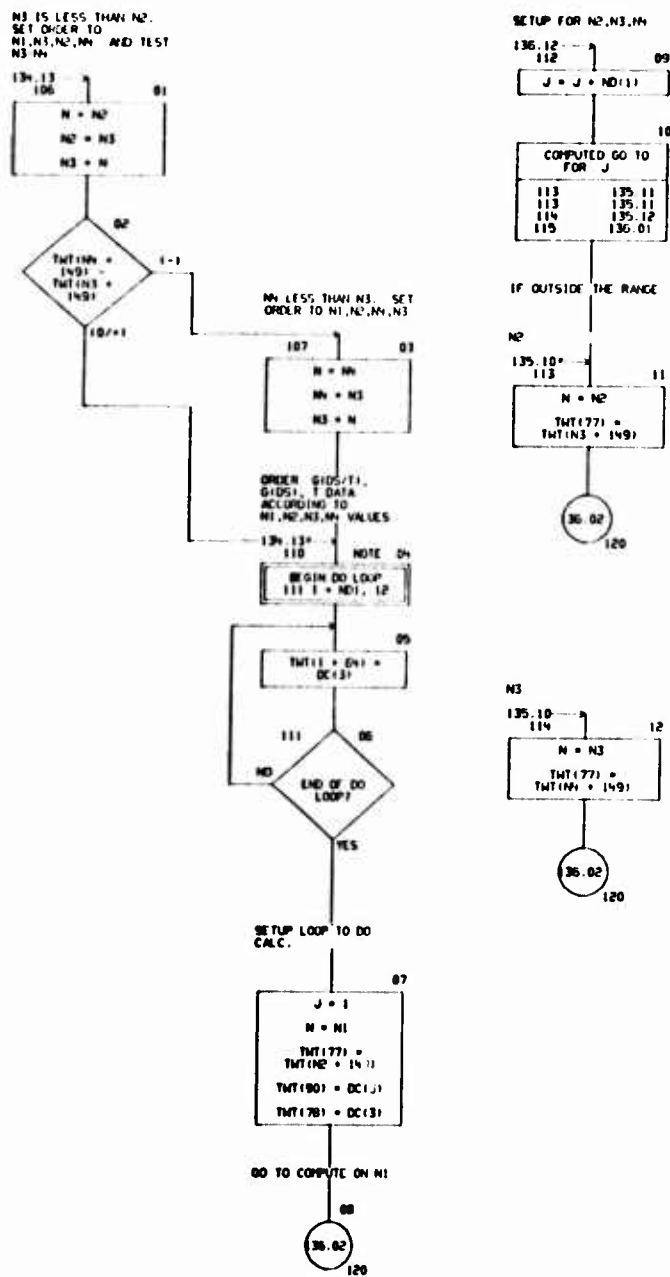 N3 IS LESS THAN N2.
SET ORDER TO
N1,N3,N2,N4 AND TEST
N3-N4
134.13
106
01
N = N2
N2 = N3
N3 = N
02
TWT(N4 +
149) -
TWT(N3 +
149)
(-)
(0/+)
N4 LESS THAN N3. SET
ORDER TO N1,N2,N4,N3
107
03
N = N4
N4 = N3
N3 = N
ORDER G(DS/T),
G(DS), T DATA
ACCORDING TO
N1,N2,N3,N4 VALUES
134.13*
110
NOTE 04
BEGIN DO LOOP
111 I = ND1, 12
05
TWT(I + 64) =
DC(3)
111
06
NO
END OF DO
LOOP?
YES
SETUP LOOP TO DO
CALC.
07
J = 1
N = N1
TWT(77) =
TWT(N2 + 149)
TWT(90) = DC(3)
TWT(78) = DC(3)
GO TO COMPUTE ON N1
08
136.02
120
SETUP FOR N2,N3,N4
136.12
112
09
J = J + ND(1)
10
COMPUTED GO TO
FOR J
113 135.11
113 135.11
114 135.12
115 136.01
IF OUTSIDE THE RANGE
N2
135.10*
113
11
N = N2
TWT(77) =
TWT(N3 + 149)
36.02
120
N3
135.10
114
12
N = N3
TWT(77) =
TWT(N4 + 149)
136.02
120